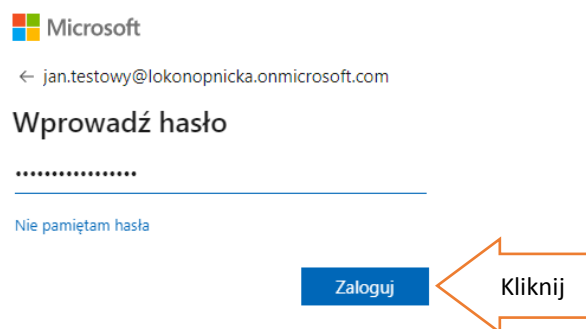 Microsoft
← jan.testowy@lokonopnicka.onmicrosoft.com
Wprowadź hasło
•••••••••••••••••
Nie pamiętam hasła
Zaloguj
Kliknij